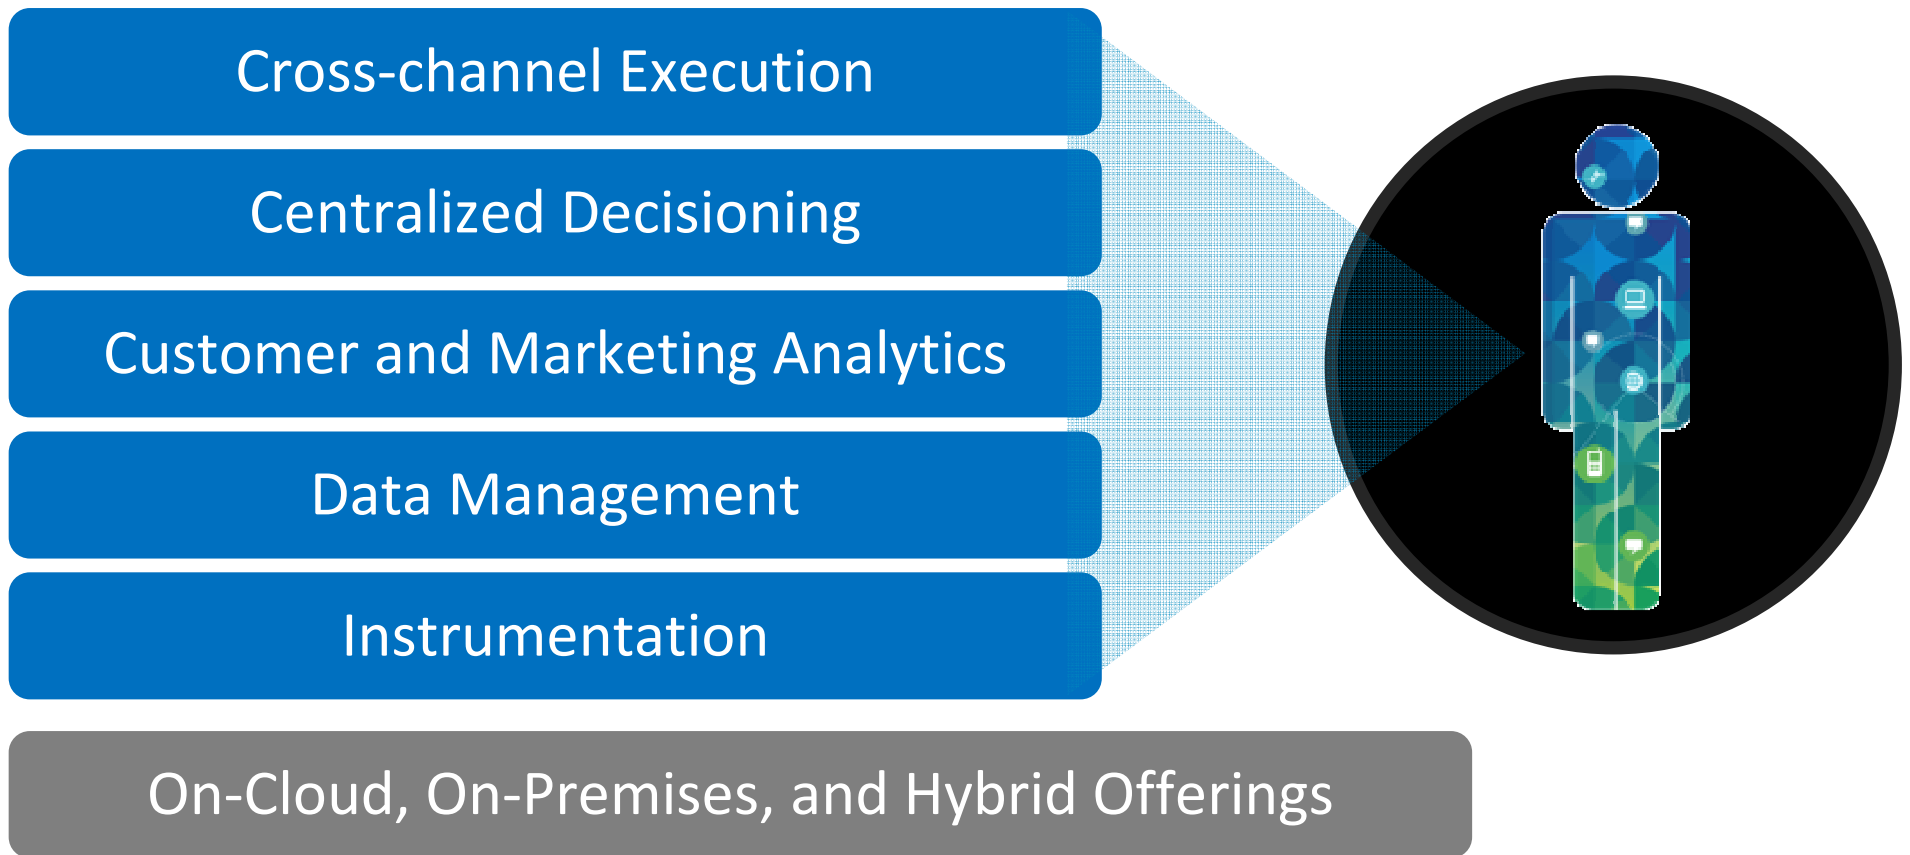 Cross-channel Execution
Centralized Decisioning
Customer and Marketing Analytics
Data Management
Instrumentation
On-Cloud, On-Premises, and Hybrid Offerings